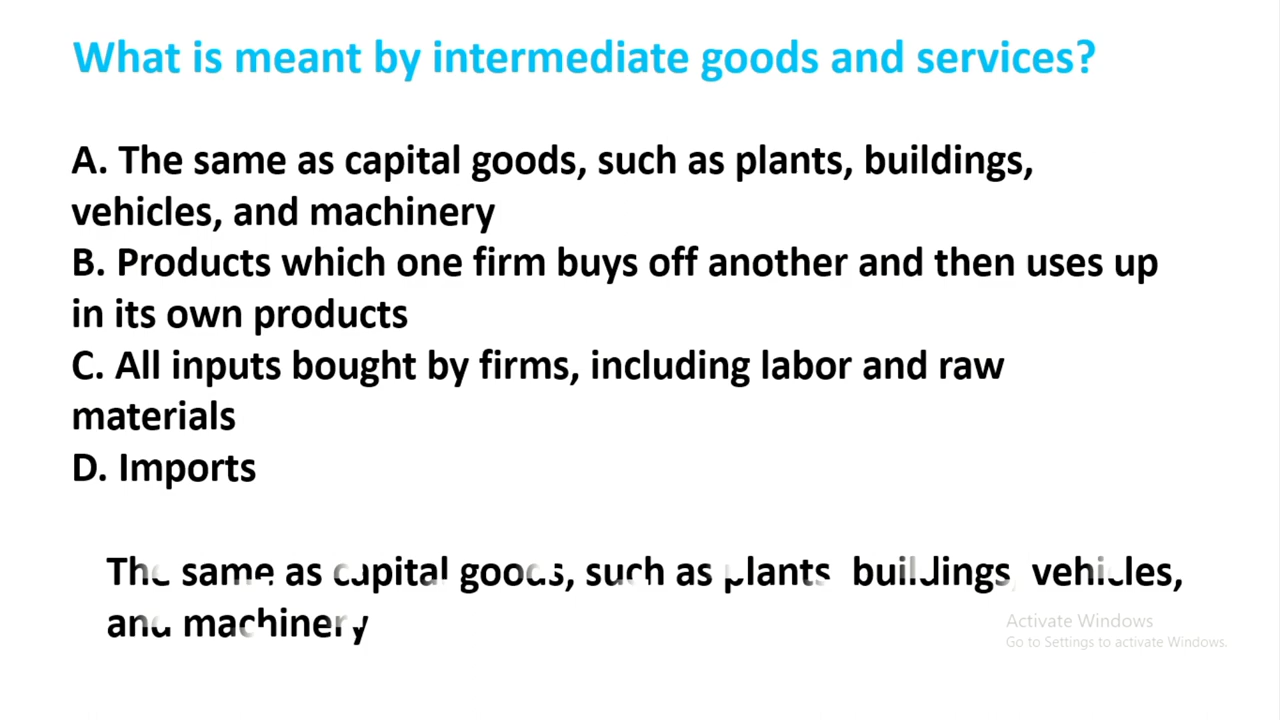 What is meant by intermediate goods and services?
A. The same as capital goods, such as plants, buildings,
vehicles, and machinery
B. Products which one firm buys off another and then uses up
in its own products
C. All inputs bought by firms, including labor and raw
materials
D. Imports
The same as capital goods, such as plants, buildings, vehicles,
and machinery
Activate Windows
Go to Settings to activate Windows.